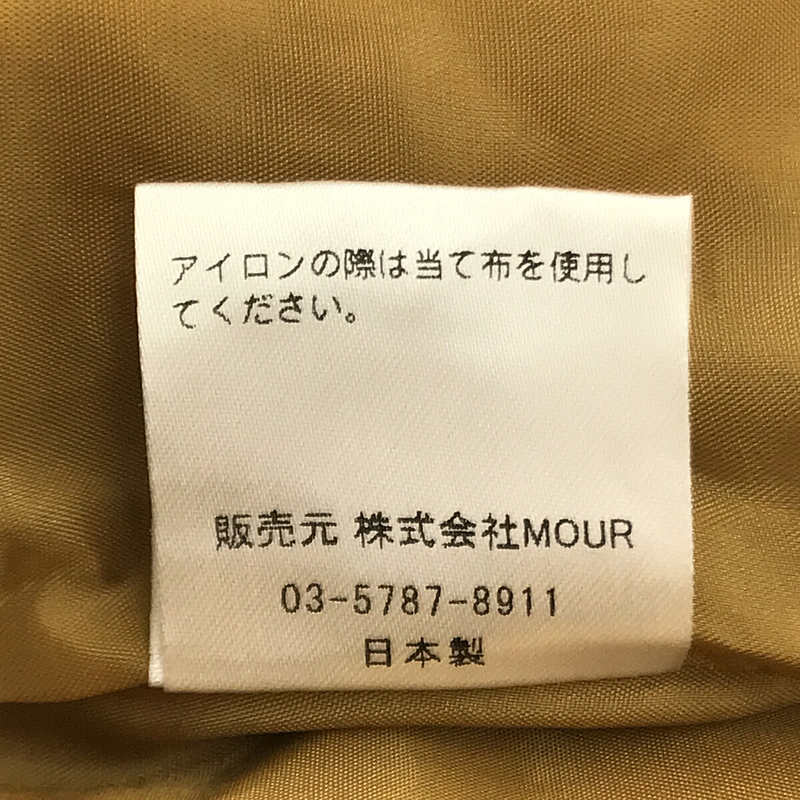 アイロンの際は当て布を使用し
てください。
販売元 株式会社MOUR
03-5787-8911
日本製